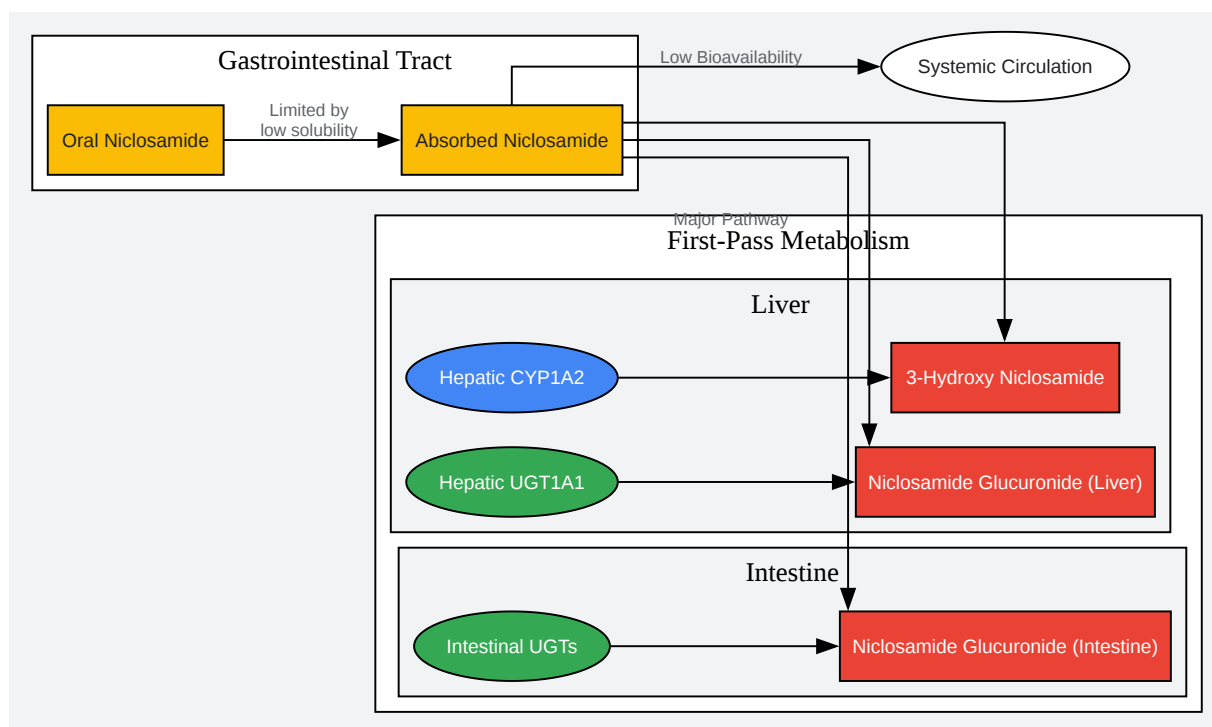 Gastrointestinal Tract
Low Bioavailability
Systemic Circulation
Oral Niclosamide
Limited by
low solubility
Absorbed Niclosamide
Major Pathway
First-Pass Metabolism
Liver
Hepatic CYP1A2
3-Hydroxy Niclosamide
Hepatic UGT1A1
Niclosamide Glucuronide (Liver)
Intestine
Intestinal UGTs
Niclosamide Glucuronide (Intestine)